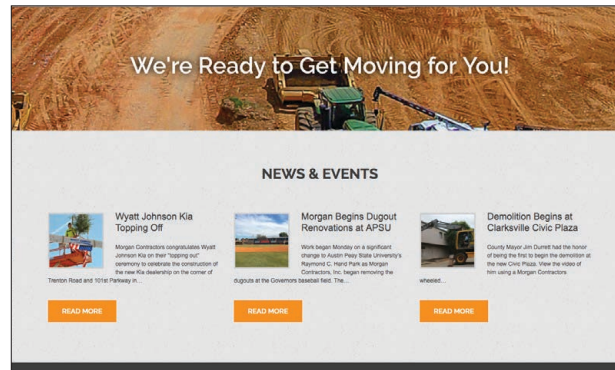 We're Ready to Get Moving for You!
NEWS & EVENTS
Wyatt Johnson Kia
Topping Off
Morgan Contractors congratulates Wyatt
Johnson Kia on their "topping out"
ceremony to celebrate the construction of
the new Kia dealership on the corner of
Trenton Road and 101st Parkway in…
READ MORE
Morgan Begins Dugout
Renovations at APSU
Work began Monday on a significant
change to Austin Peay State University's
Raymond C. Hand Park as Morgan
Contractors, Inc. began removing the
dugouts at the Governors baseball field. The…
READ MORE
Demolition Begins at
Clarksville Civic Plaza
County Mayor Jim Durrett had the honor
of being the first to begin the demolition at
the new Civic Plaza. View the video of
him using a Morgan Contractors
wheeled…
READ MORE